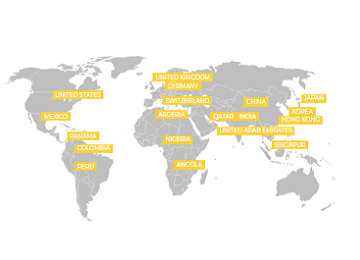 UNITED KINGDOM
GERMANY
UNITED STATES
SWITZERLAND
CHINA
JAPAN
MEXICO
ALGERIA
QATAR
INDIA
KOREA
HONG KONG
UNITED ARAB EMIRATES
PANAMA
NIGERIA
COLOMBIA
SINGAPUR
PERU
ANGOLA